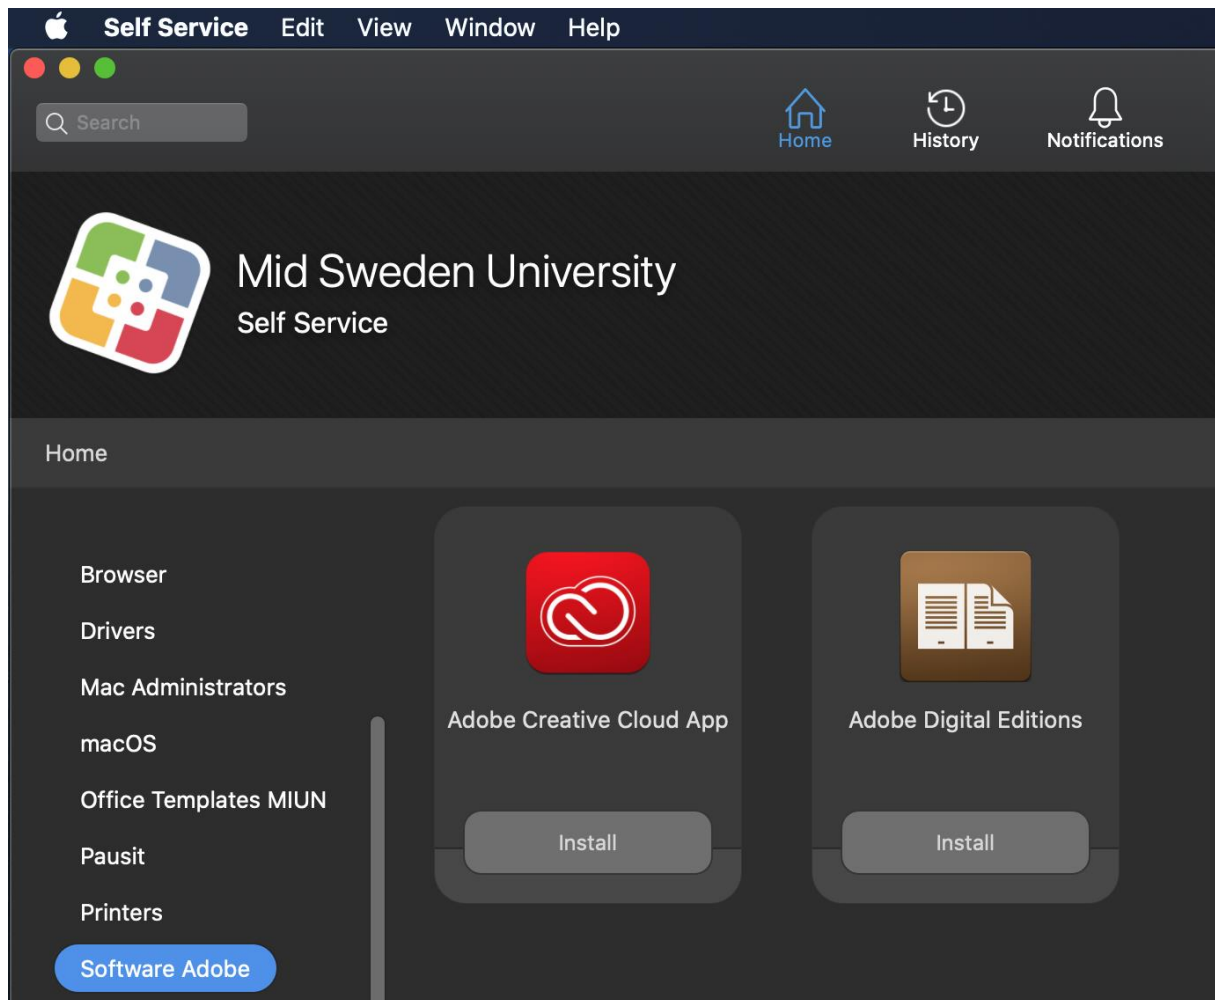 Self Service Edit View Window Help
Search
Home History Notifications
Mid Sweden University
Self Service
Home
Browser
Drivers
Mac Administrators
macOS
Office Templates MIUN
Pausit
Printers
Software Adobe
Adobe Creative Cloud App
Install
Adobe Digital Editions
Install